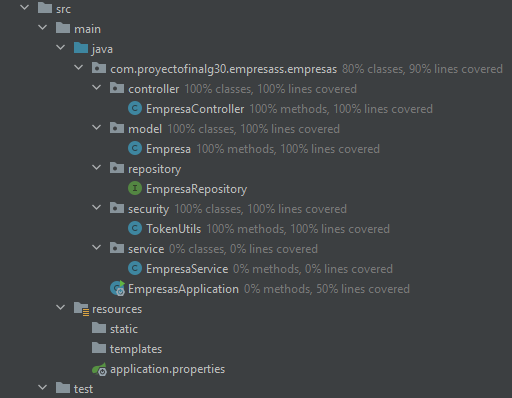 src
main
java
com.proyectofinalg30.empresass.empresas 80% classes, 90% lines covered
controller 100% classes, 100% lines covered
EmpresaController 100% methods, 100% lines covered
model 100% classes, 100% lines covered
Empresa 100% methods, 100% lines covered
repository
EmpresaRepository
security 100% classes, 100% lines covered
TokenUtils 100% methods, 100% lines covered
service 0% classes, 0% lines covered
EmpresaService 0% methods, 0% lines covered
EmpresasApplication 0% methods, 50% lines covered
resources
static
templates
application.properties
test